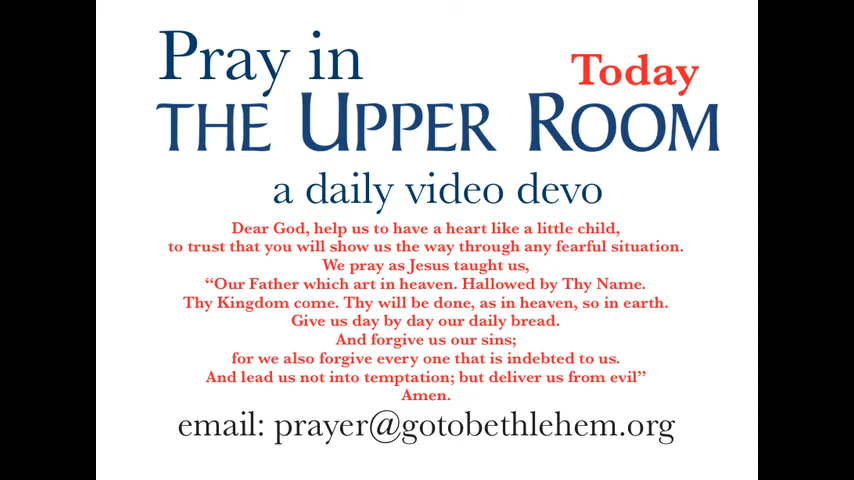 Pray in
Today
THE UPPER ROOM
a daily video devo
Dear God, help us to have a heart like a little child,
to trust that you will show us the way through any fearful situation.
We pray as Jesus taught us,
“Our Father which art in heaven. Hallowed by Thy Name.
Thy Kingdom come. Thy will be done, as in heaven, so in earth.
Give us day by day our daily bread.
And forgive us our sins;
for we also forgive every one that is indebted to us.
And lead us not into temptation; but deliver us from evil”
Amen.
email: prayer@gotobethlehem.org